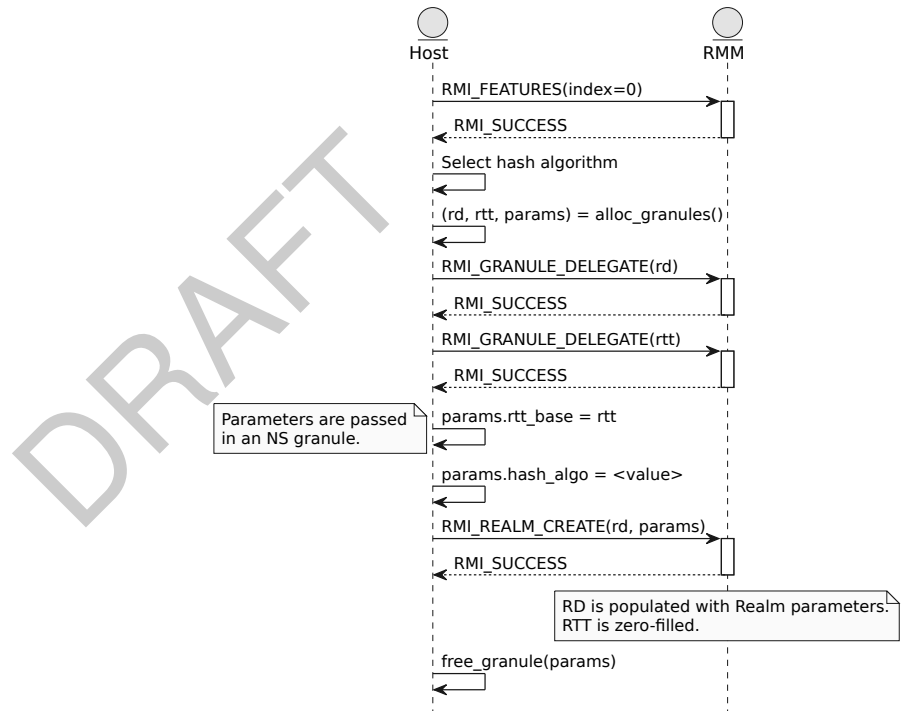 Host
RMM
RMI_FEATURES(index=0)
RMI_SUCCESS
Select hash algorithm
(rd, rtt, params) = alloc_granules()
RMI_GRANULE_DELEGATE(rd)
RMI_SUCCESS
RMI_GRANULE_DELEGATE(rtt)
RMI_SUCCESS
Parameters are passed
in an NS granule.
params.rtt_base = rtt
params.hash_algo = <value>
RMI_REALM_CREATE(rd, params)
RMI_SUCCESS
RD is populated with Realm parameters.
RTT is zero-filled.
free_granule(params)
DRAFT